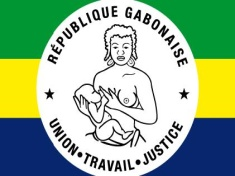 RÉPUBLIQUE GABONAISE
UNION • TRAVAIL • JUSTICE